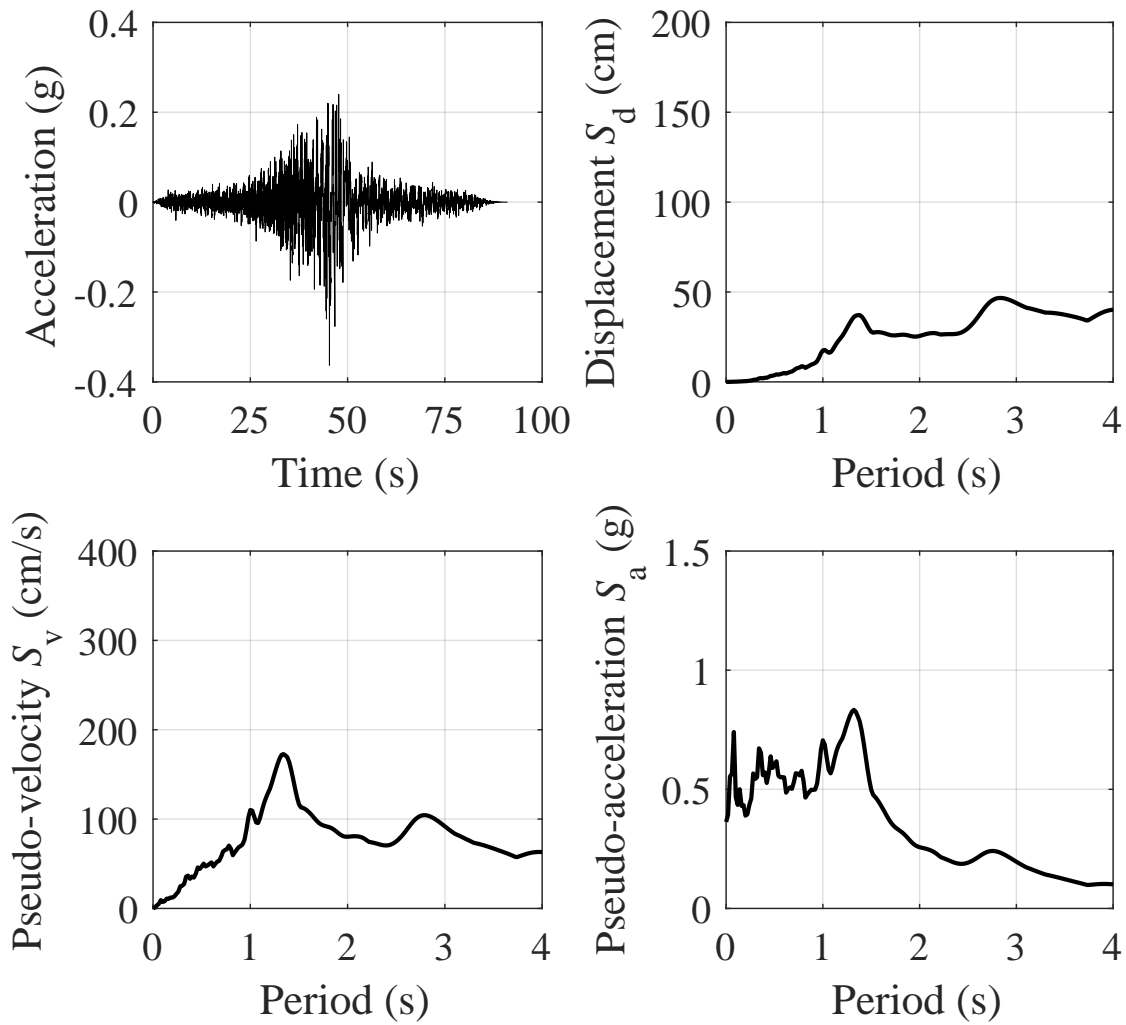 Acceleration (g)
0.4
0.2
0
-0.2
-0.4
0 25 50 75 100
Time (s)
Displacement S_d (cm)
200
150
100
50
0
0 1 2 3 4
Period (s)
Pseudo-velocity S_v (cm/s)
400
300
200
100
0
0 1 2 3 4
Period (s)
Pseudo-acceleration S_a (g)
1.5
1
0.5
0
0 1 2 3 4
Period (s)